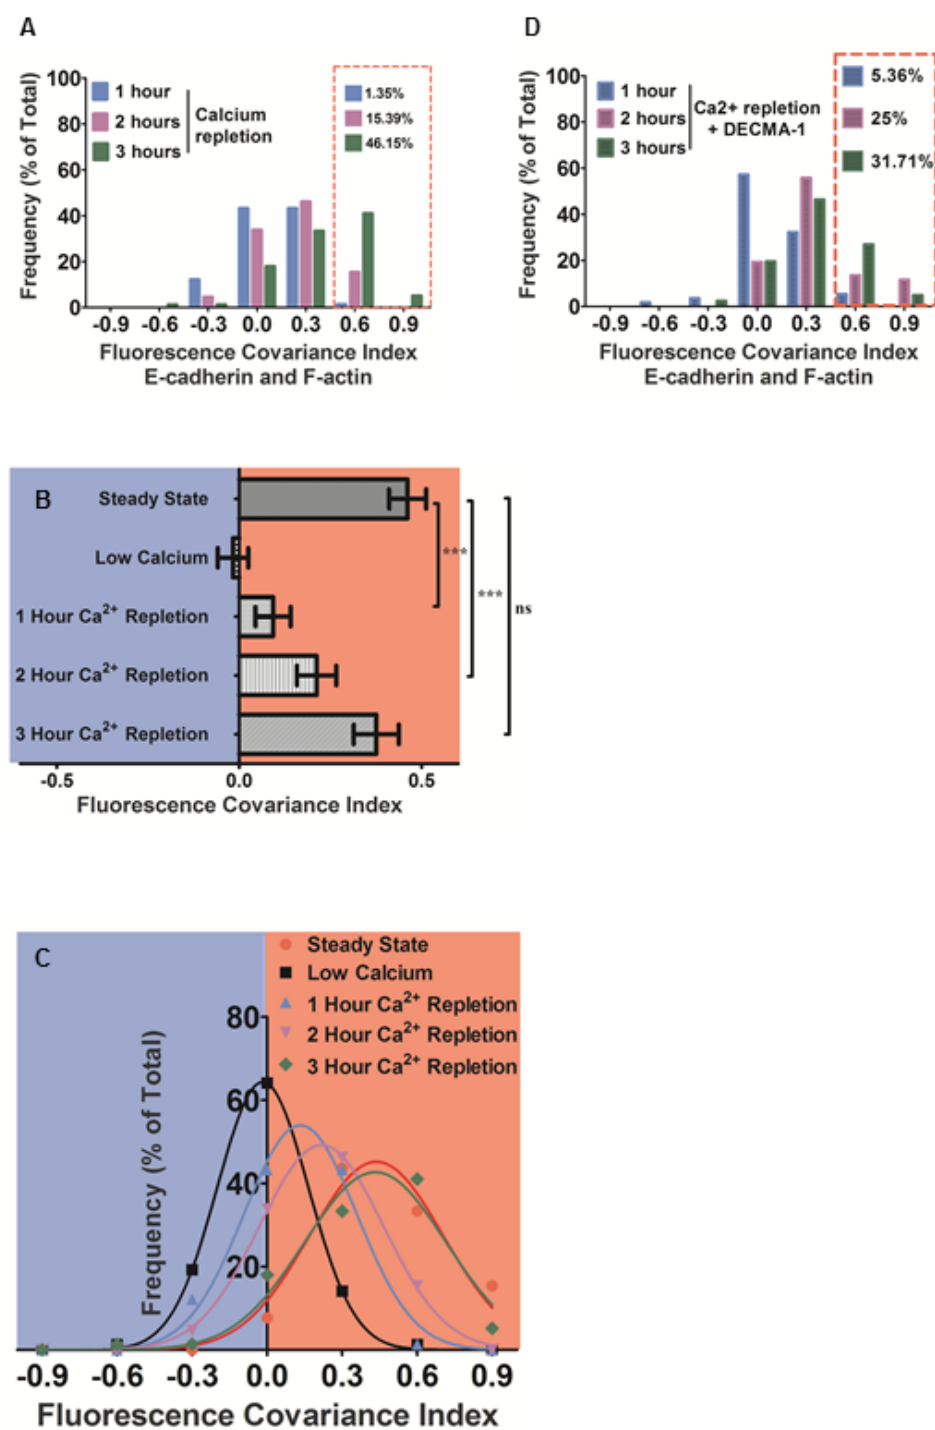 A
Frequency (% of Total)
100
80
60
40
20
0
1 hour
2 hours
3 hours
Calcium
repletion
1.35%
15.39%
46.15%
-0.9 -0.6 -0.3 0.0 0.3 0.6 0.9
Fluorescence Covariance Index
E-cadherin and F-actin
D
Frequency (% of Total)
100
80
60
40
20
0
1 hour
2 hours
3 hours
Ca2+ repletion
+ DECMA-1
5.36%
25%
31.71%
-0.9 -0.6 -0.3 0.0 0.3 0.6 0.9
Fluorescence Covariance Index
E-cadherin and F-actin
B
Steady State
Low Calcium
1 Hour Ca²⁺ Repletion
2 Hour Ca²⁺ Repletion
3 Hour Ca²⁺ Repletion
***
***
ns
-0.5 0.0 0.5
Fluorescence Covariance Index
C
Steady State
Low Calcium
1 Hour Ca²⁺ Repletion
2 Hour Ca²⁺ Repletion
3 Hour Ca²⁺ Repletion
Frequency (% of Total)
80
60
40
20
-0.9 -0.6 -0.3 0.0 0.3 0.6 0.9
Fluorescence Covariance Index